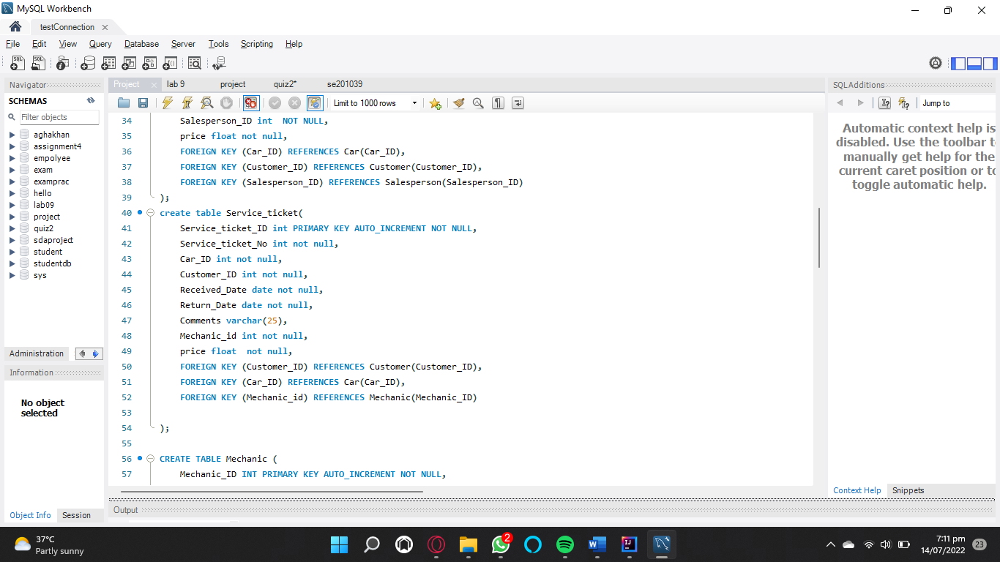 MySQL Workbench
testConnection
File Edit View Query Database Server Tools Scripting Help
Navigator
SCHEMAS
Filter objects
aghakhan
assignment4
empolyee
exam
examprac
hello
lab09
project
quiz2
sdaproject
student
studentdb
sys
Administration
Information
No object
selected
Object Info Session
Project lab 9 project quiz2* se201039
Limit to 1000 rows
34 Salesperson_ID int  NOT NULL,
35 price float not null,
36 FOREIGN KEY (Car_ID) REFERENCES Car(Car_ID),
37 FOREIGN KEY (Customer_ID) REFERENCES Customer(Customer_ID),
38 FOREIGN KEY (Salesperson_ID) REFERENCES Salesperson(Salesperson_ID)
39 );
40 create table Service_ticket(
41 Service_ticket_ID int PRIMARY KEY AUTO_INCREMENT NOT NULL,
42 Service_ticket_No int not null,
43 Car_ID int not null,
44 Customer_ID int not null,
45 Received_Date date not null,
46 Return_Date date not null,
47 Comments varchar(25),
48 Mechanic_id int not null,
49 price float  not null,
50 FOREIGN KEY (Customer_ID) REFERENCES Customer(Customer_ID),
51 FOREIGN KEY (Car_ID) REFERENCES Car(Car_ID),
52 FOREIGN KEY (Mechanic_id) REFERENCES Mechanic(Mechanic_ID)
53
54 );
55
56 CREATE TABLE Mechanic (
57 Mechanic_ID INT PRIMARY KEY AUTO_INCREMENT NOT NULL,
Output
SQLAdditions
Jump to
Automatic context help is
disabled. Use the toolbar t
manually get help for the
current caret position or to
toggle automatic help.
Context Help Snippets
37°C
Partly sunny
2
7:11 pm
14/07/2022
23